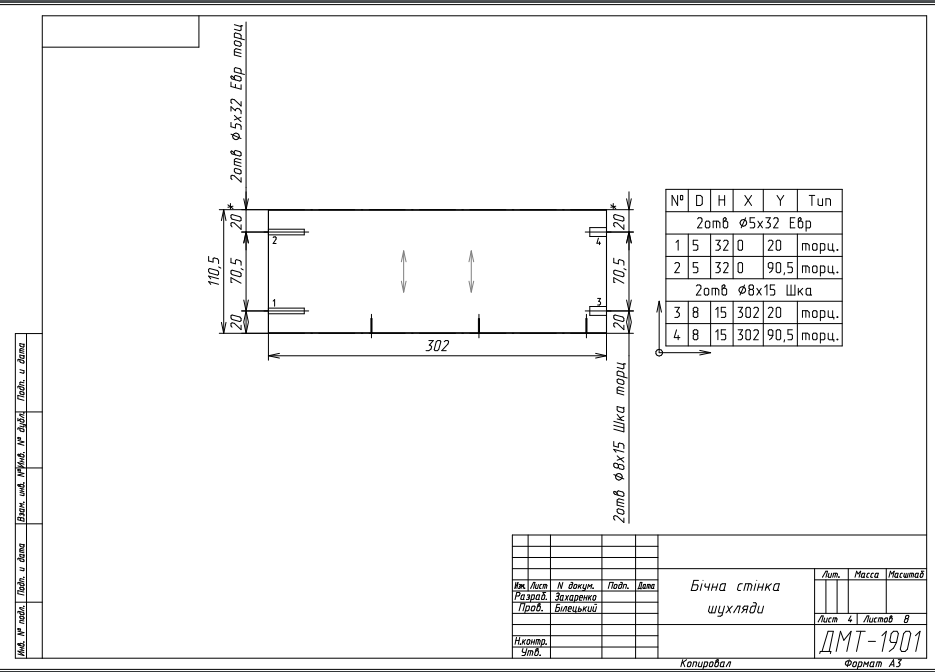 2отв Ø5х32 Евр торц
*
*
20
20
2
4
110,5
70,5
70,5
1
3
20
20
302
2отв Ø8х15 Шка торц
№ D H X Y Тип
2отв Ø5х32 Евр
1 5 32 0 20 торц.
2 5 32 0 90,5 торц.
2отв Ø8х15 Шка
3 8 15 302 20 торц.
4 8 15 302 90,5 торц.
Подп. и дата
Инв. № дубл.
Взам. инв. №
Подп. и дата
Инв. № подл.
Изм. Лист N докум. Подп. Дата
Разраб. Захаренко
Пров. Білецький
Н.контр.
Утв.
Бічна стінка
шухляди
Лит. Масса Масштаб
Лист 4 Листов 8
ДМТ-1901
Копировал Формат А3